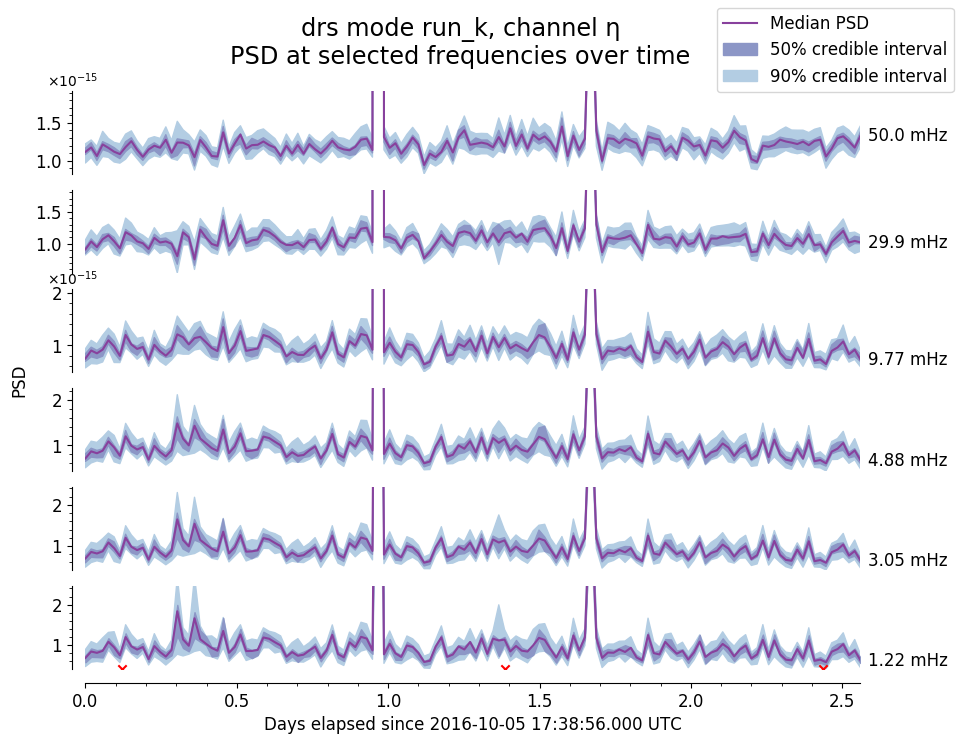 drs mode run_k, channel η
PSD at selected frequencies over time
Median PSD
50% credible interval
90% credible interval
×10⁻¹⁵
1.5
1.0
50.0 mHz
1.5
1.0
29.9 mHz
×10⁻¹⁵
2
1
9.77 mHz
PSD
2
1
4.88 mHz
2
1
3.05 mHz
2
1
1.22 mHz
0.0 0.5 1.0 1.5 2.0 2.5
Days elapsed since 2016-10-05 17:38:56.000 UTC